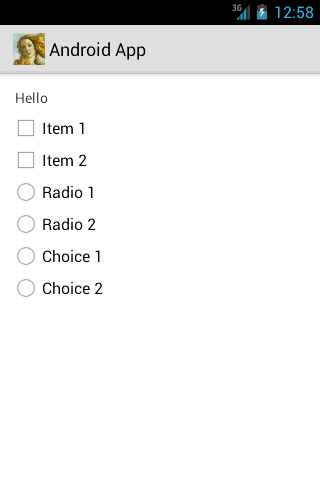 3G 12:58
Android App
Hello
Item 1
Item 2
Radio 1
Radio 2
Choice 1
Choice 2